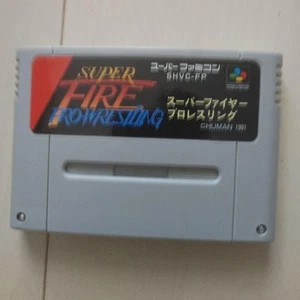 SUPER
FIRE
PROWRESTLING
スーパーファミコン
SHVC-FP
スーパーファイヤー
プロレスリング
©HUMAN 1991